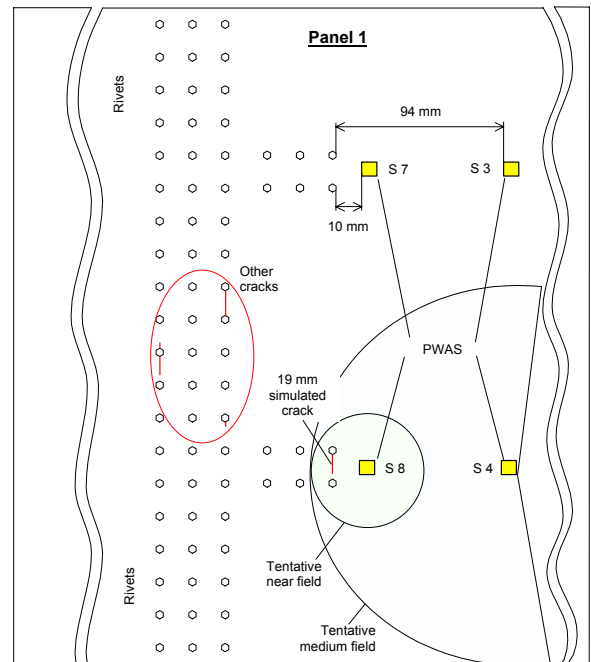 Panel 1
Rivets
94 mm
S 7
S 3
10 mm
Other
cracks
PWAS
19 mm
simulated
crack
S 8
S 4
Tentative
near field
Rivets
Tentative
medium field